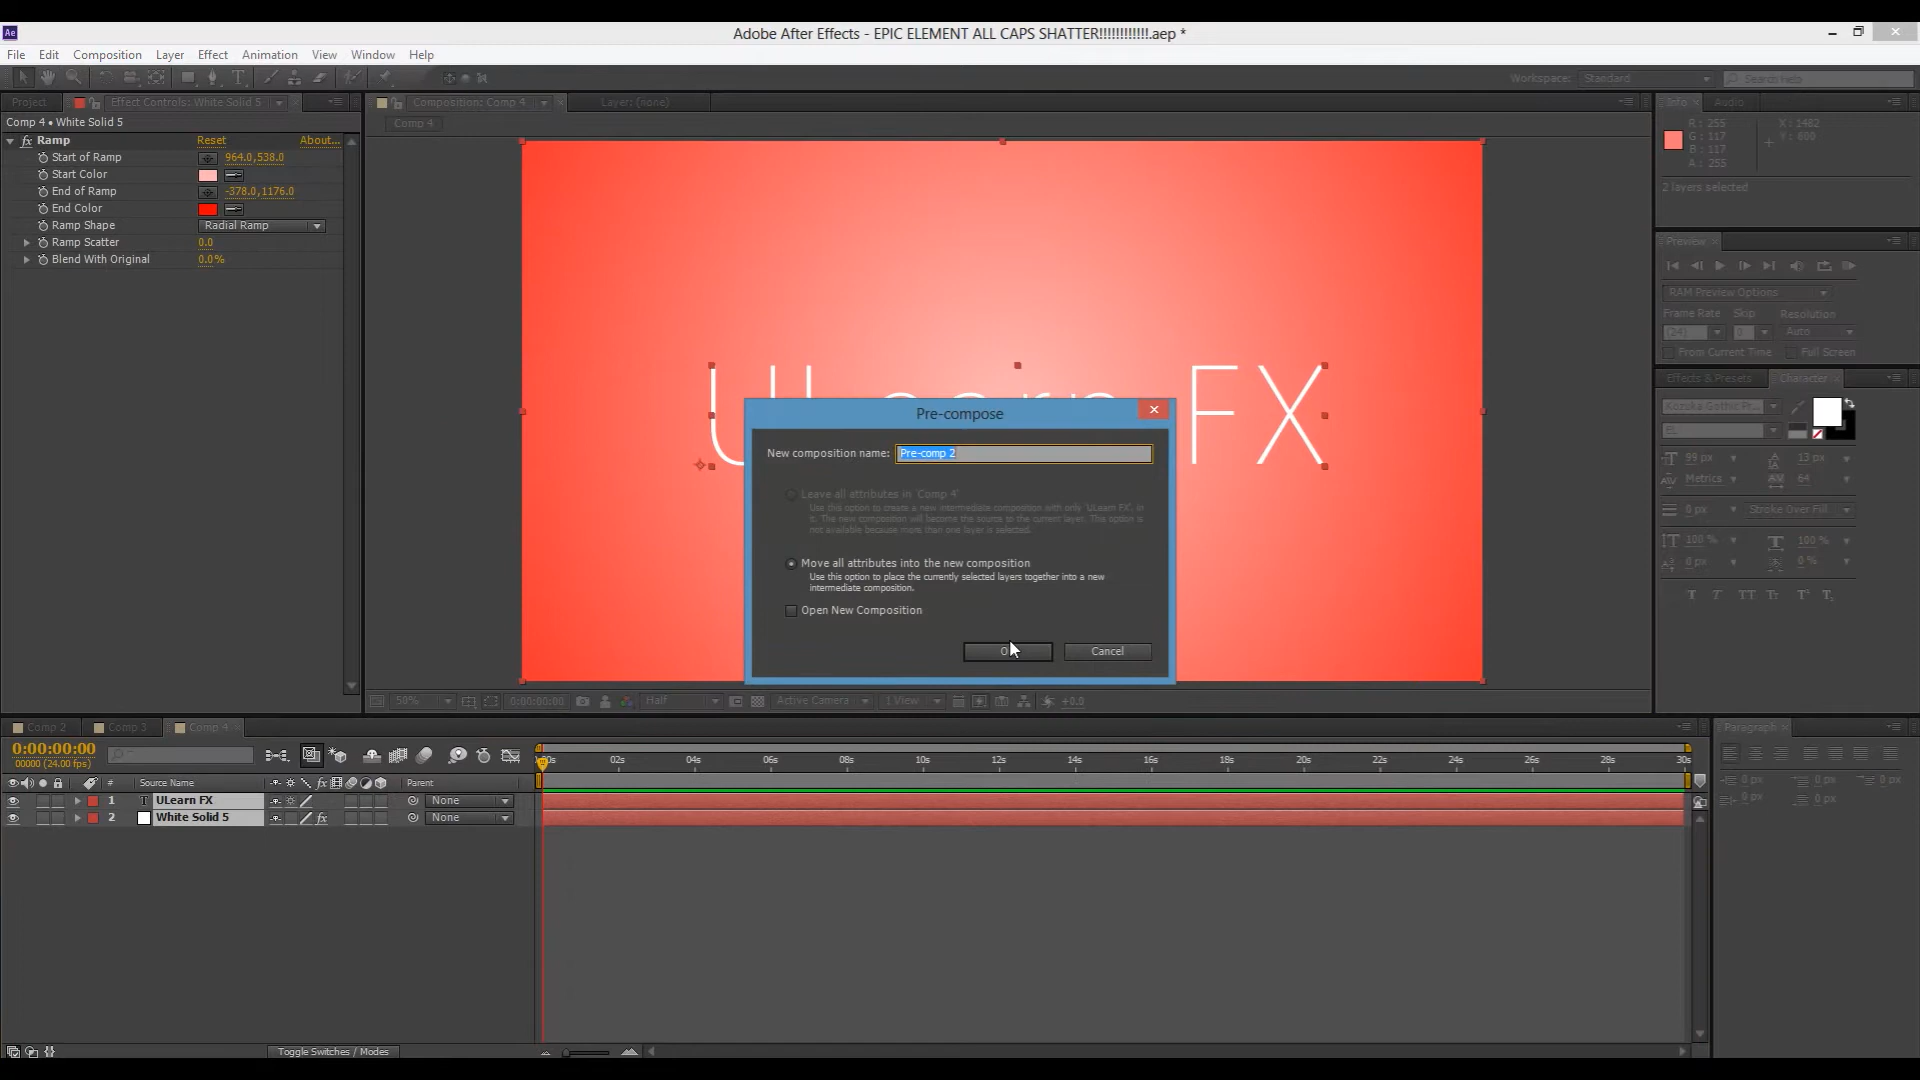 Ae
Adobe After Effects - EPIC ELEMENT ALL CAPS SHATTER!!!!!!!!!!!!.aep *
File Edit Composition Layer Effect Animation View Window Help
Workspace: Standard Search Help
Project Effect Controls: White Solid 5
Composition: Comp 4 Layer: (none)
Info Audio
Comp 4 • White Solid 5
Comp 4
fx Ramp Reset About...
Start of Ramp 964.0,538.0
Start Color
End of Ramp -378.0,1176.0
End Color
Ramp Shape Radial Ramp
Ramp Scatter 0.0
Blend With Original 0.0%
R: 255
G: 117
B: 117
A: 255
X: 1482
Y: 600
2 layers selected
Preview
RAM Preview Options
Frame Rate Skip Resolution
(24) 0 Auto
From Current Time Full Screen
Effects & Presets Character
Kozuka Gothic Pr...
EL
99 px 13 px
Metrics 64
0 px Stroke Over Fill
100 % 100 %
0 px 0 %
T T TT Tt T' T,
ULearn FX
Pre-compose
New composition name: Pre-comp 2
Leave all attributes in 'Comp 4'
Use this option to create a new intermediate composition with only 'ULearn FX', in
it. The new composition will become the source to the current layer. This option is
not available because more than one layer is selected.
Move all attributes into the new composition
Use this option to place the currently selected layers together into a new
intermediate composition.
Open New Composition
Cancel
50% 0:00:00:00 Half Active Camera 1 View +0.0
Comp 2 Comp 3 Comp 4
Paragraph
0:00:00:00
00000 (24.00 fps)
02s 04s 06s 08s 10s 12s 14s 16s 18s 20s 22s 24s 26s 28s 30s
# Source Name fx Parent
1 T ULearn FX None
2 White Solid 5 fx None
0 px 0 px 0 px
0 px 0 px
Toggle Switches / Modes